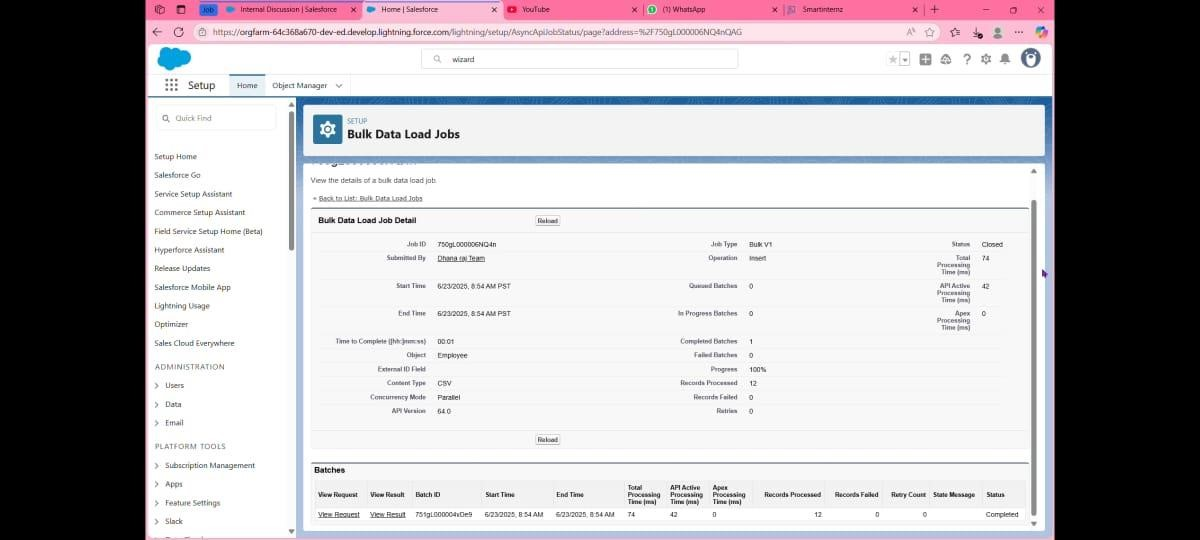 Job
Internal Discussion | Salesforce
Home | Salesforce
YouTube
(1) WhatsApp
Smartinternz
https://orgfarm-64c368a670-dev-ed.develop.lightning.force.com/lightning/setup/AsyncApiJobStatus/page?address=%2F750gL000006NQ4nQAG
wizard
Setup
Home
Object Manager
Quick Find
Setup Home
Salesforce Go
Service Setup Assistant
Commerce Setup Assistant
Field Service Setup Home (Beta)
Hyperforce Assistant
Release Updates
Salesforce Mobile App
Lightning Usage
Optimizer
Sales Cloud Everywhere
ADMINISTRATION
Users
Data
Email
PLATFORM TOOLS
Subscription Management
Apps
Feature Settings
Slack
SETUP
Bulk Data Load Jobs
View the details of a bulk data load job.
« Back to List: Bulk Data Load Jobs
Bulk Data Load Job Detail
Reload
Job ID 750gL000006NQ4n Job Type Bulk V1 Status Closed
Submitted By Dhana raj Team Operation Insert Total Processing Time (ms) 74
Start Time 6/23/2025, 8:54 AM PST Queued Batches 0 API Active Processing Time (ms) 42
End Time 6/23/2025, 8:54 AM PST In Progress Batches 0 Apex Processing Time (ms) 0
Time to Complete ([hh:]mm:ss) 00:01 Completed Batches 1
Object Employee Failed Batches 0
External ID Field Progress 100%
Content Type CSV Records Processed 12
Concurrency Mode Parallel Records Failed 0
API Version 64.0 Retries 0
Reload
Batches
View Request View Result Batch ID Start Time End Time Total Processing Time (ms) API Active Processing Time (ms) Apex Processing Time (ms) Records Processed Records Failed Retry Count State Message Status
View Request View Result 751gL000004xDe9 6/23/2025, 8:54 AM 6/23/2025, 8:54 AM 74 42 0 12 0 0 Completed